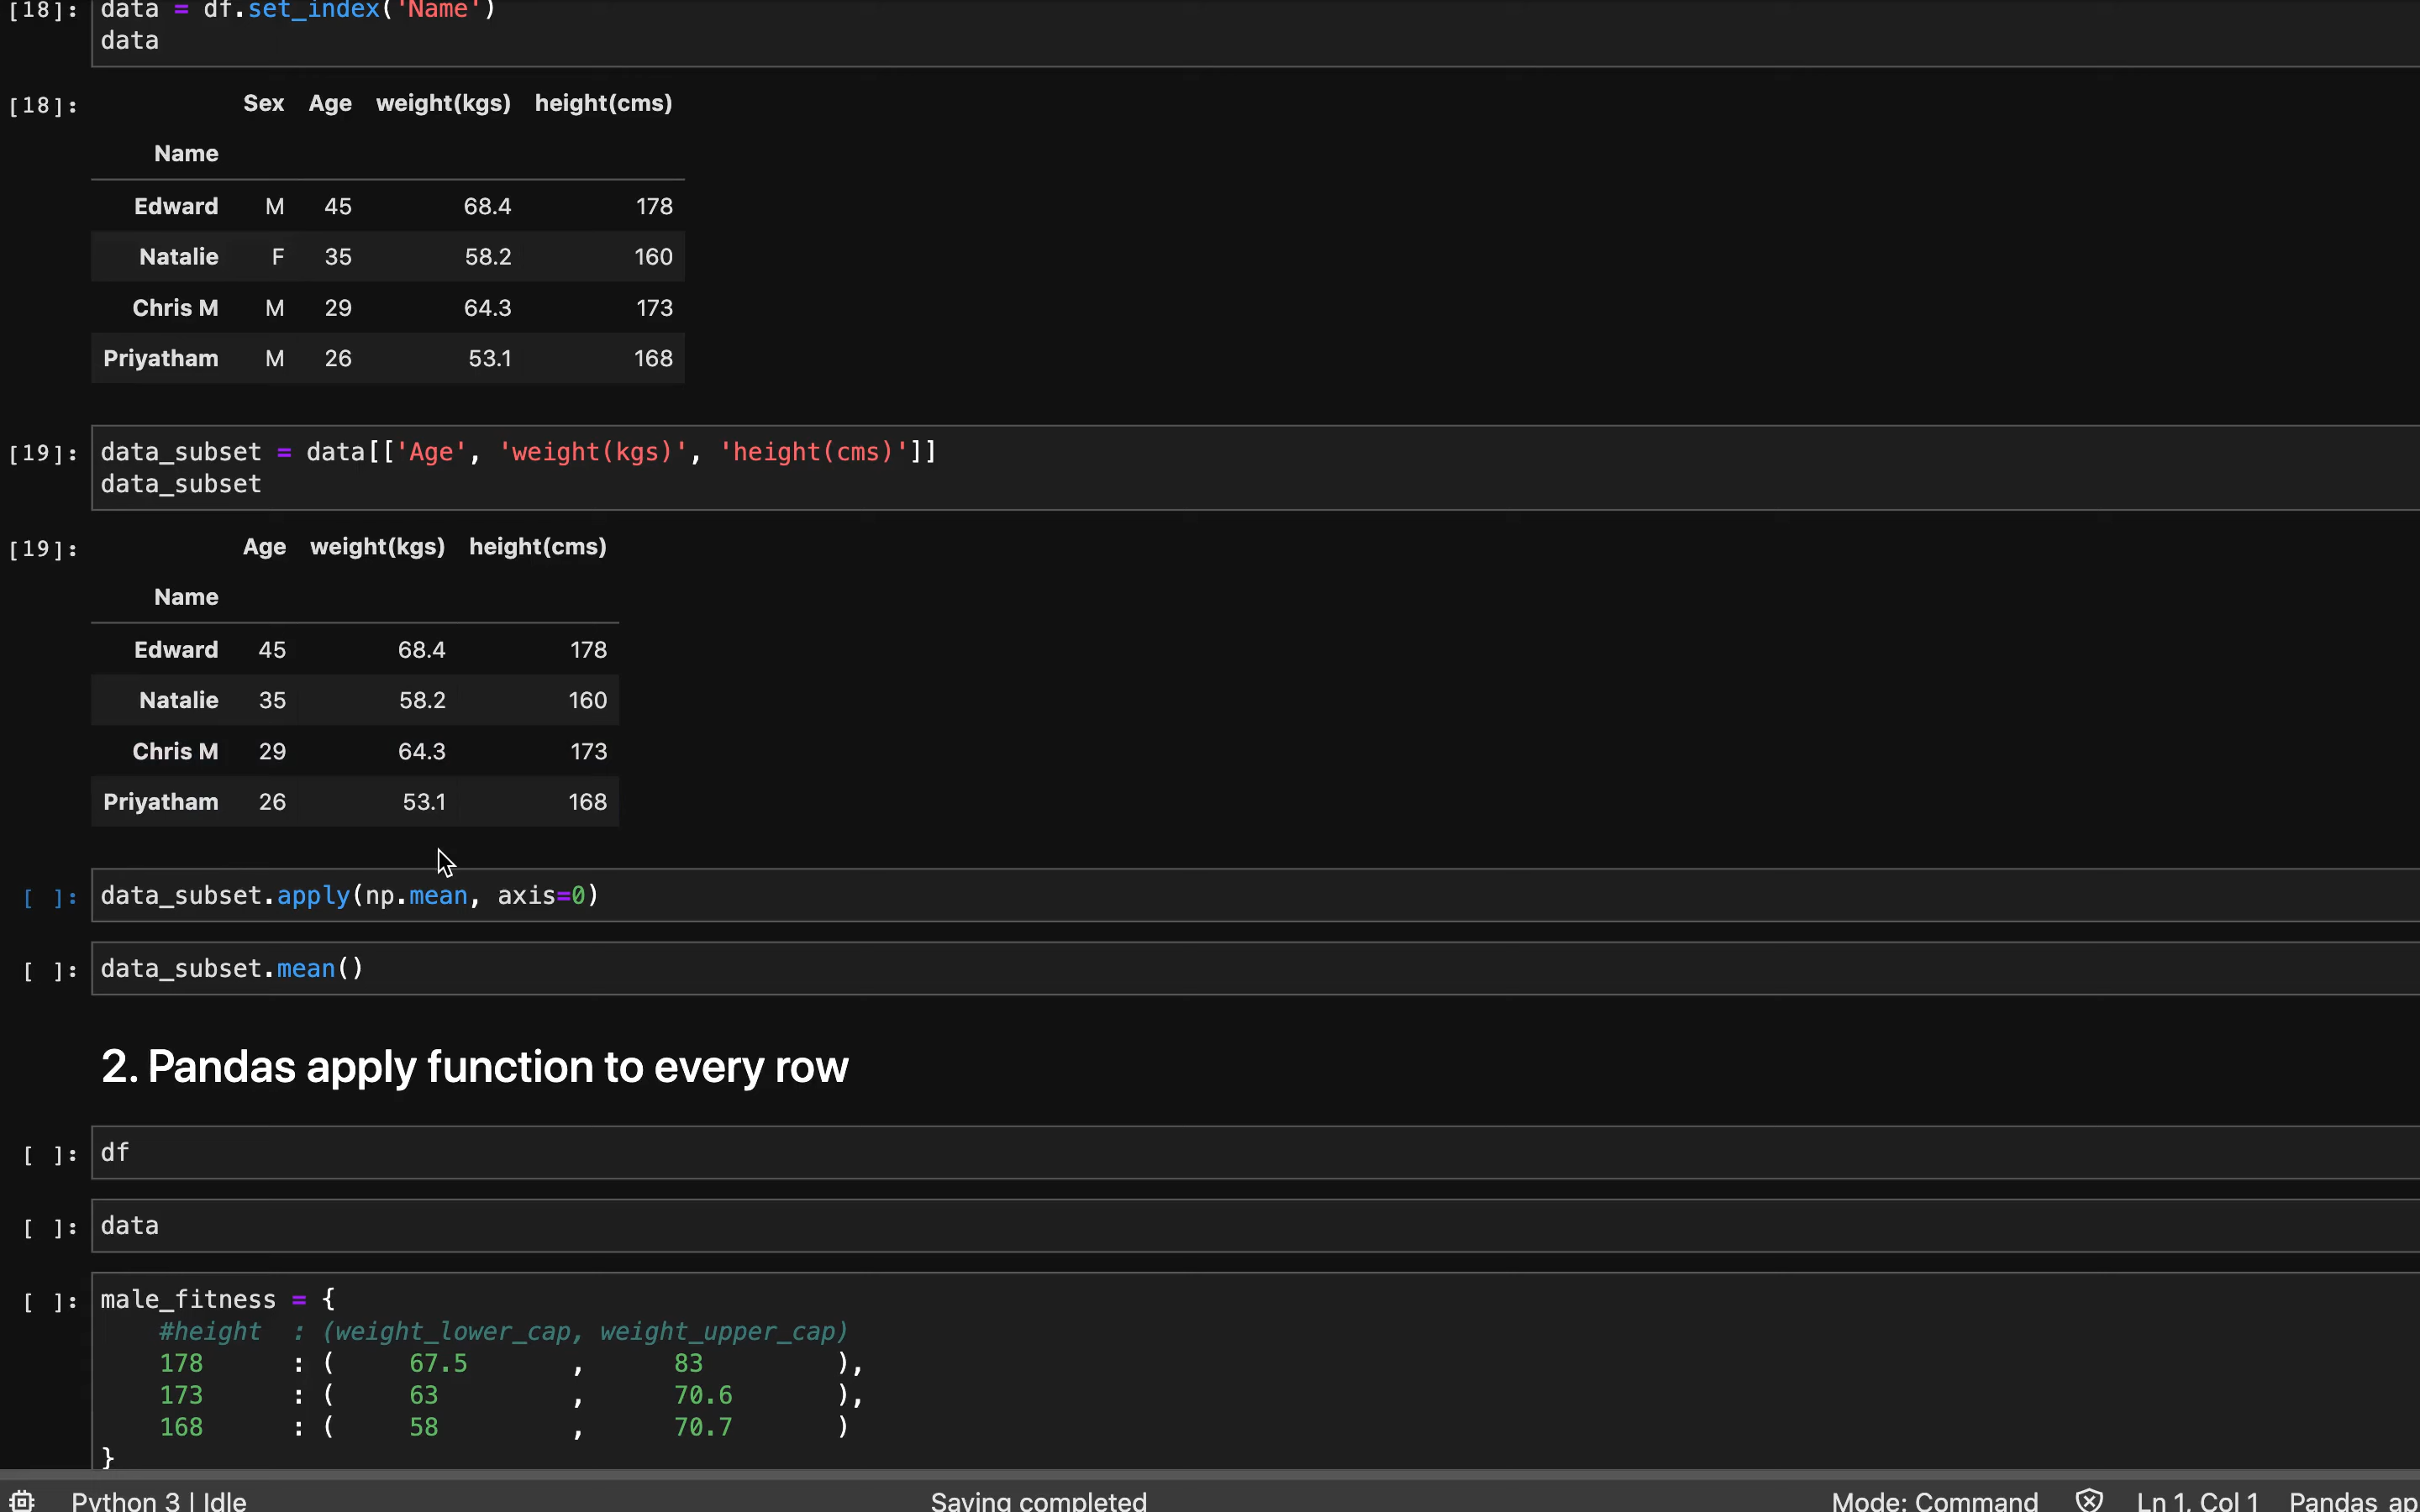 [18]: data = df.set_index('Name')
data
[18]: Sex Age weight(kgs) height(cms)
Name
Edward M 45 68.4 178
Natalie F 35 58.2 160
Chris M M 29 64.3 173
Priyatham M 26 53.1 168
[19]: data_subset = data[['Age', 'weight(kgs)', 'height(cms)']]
data_subset
[19]: Age weight(kgs) height(cms)
Name
Edward 45 68.4 178
Natalie 35 58.2 160
Chris M 29 64.3 173
Priyatham 26 53.1 168
[ ]: data_subset.apply(np.mean, axis=0)
[ ]: data_subset.mean()
2. Pandas apply function to every row
[ ]: df
[ ]: data
[ ]: male_fitness = {
#height : (weight_lower_cap, weight_upper_cap)
178 : ( 67.5 , 83 ),
173 : ( 63 , 70.6 ),
168 : ( 58 , 70.7 )
}
Python 3 | Idle Saving completed Mode: Command Ln 1, Col 1 Pandas ap